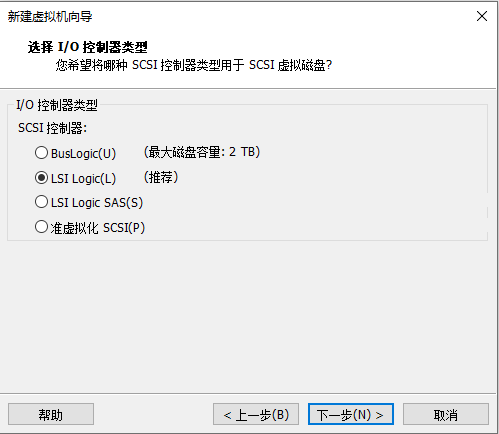 新建虚拟机向导
选择 I/O 控制器类型
您希望将哪种 SCSI 控制器类型用于 SCSI 虚拟磁盘?
I/O 控制器类型
SCSI 控制器:
BusLogic(U) （最大磁盘容量: 2 TB）
LSI Logic(L) （推荐）
LSI Logic SAS(S)
准虚拟化 SCSI(P)
帮助 < 上一步(B) 下一步(N) > 取消